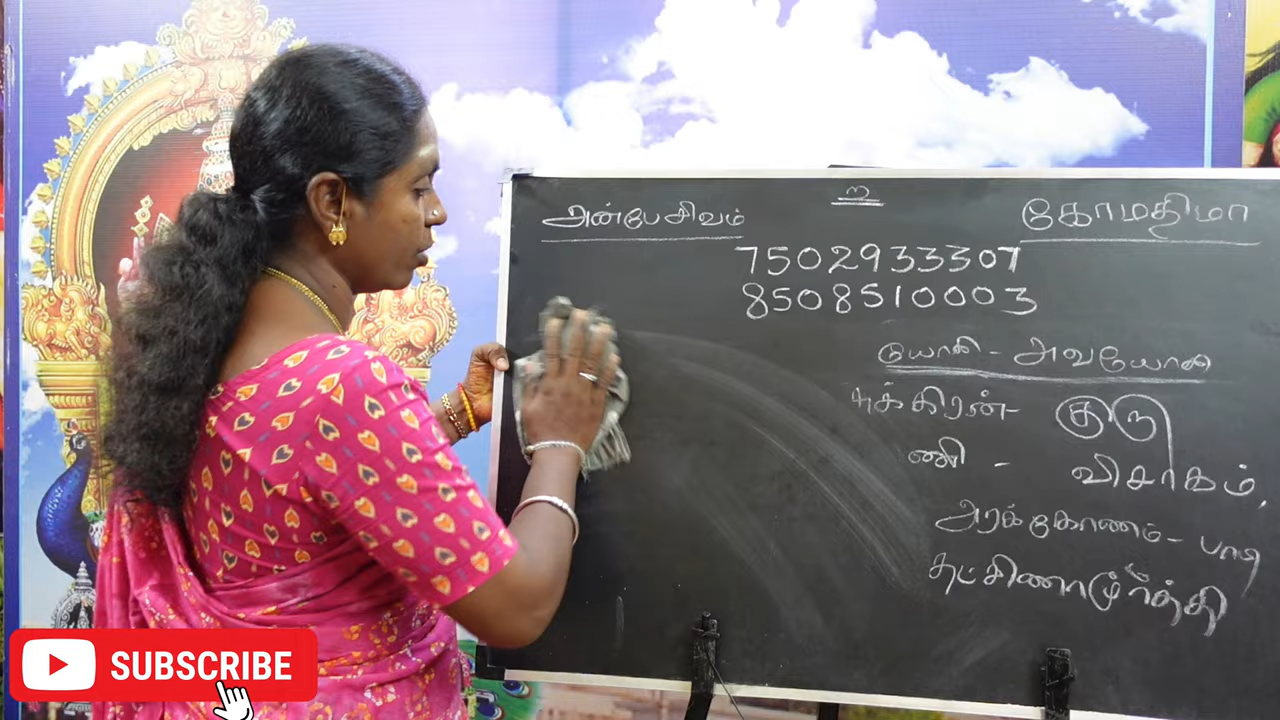 உ
அன்பே சிவம்
கோமதிமா
7502933307
8508510003
யோகி - அவயோகி
சுக்கிரன் - குரு
ணி - விசாகம்.
அரக்கோணம் - பாடி
தட்சிணாமூர்த்தி
SUBSCRIBE